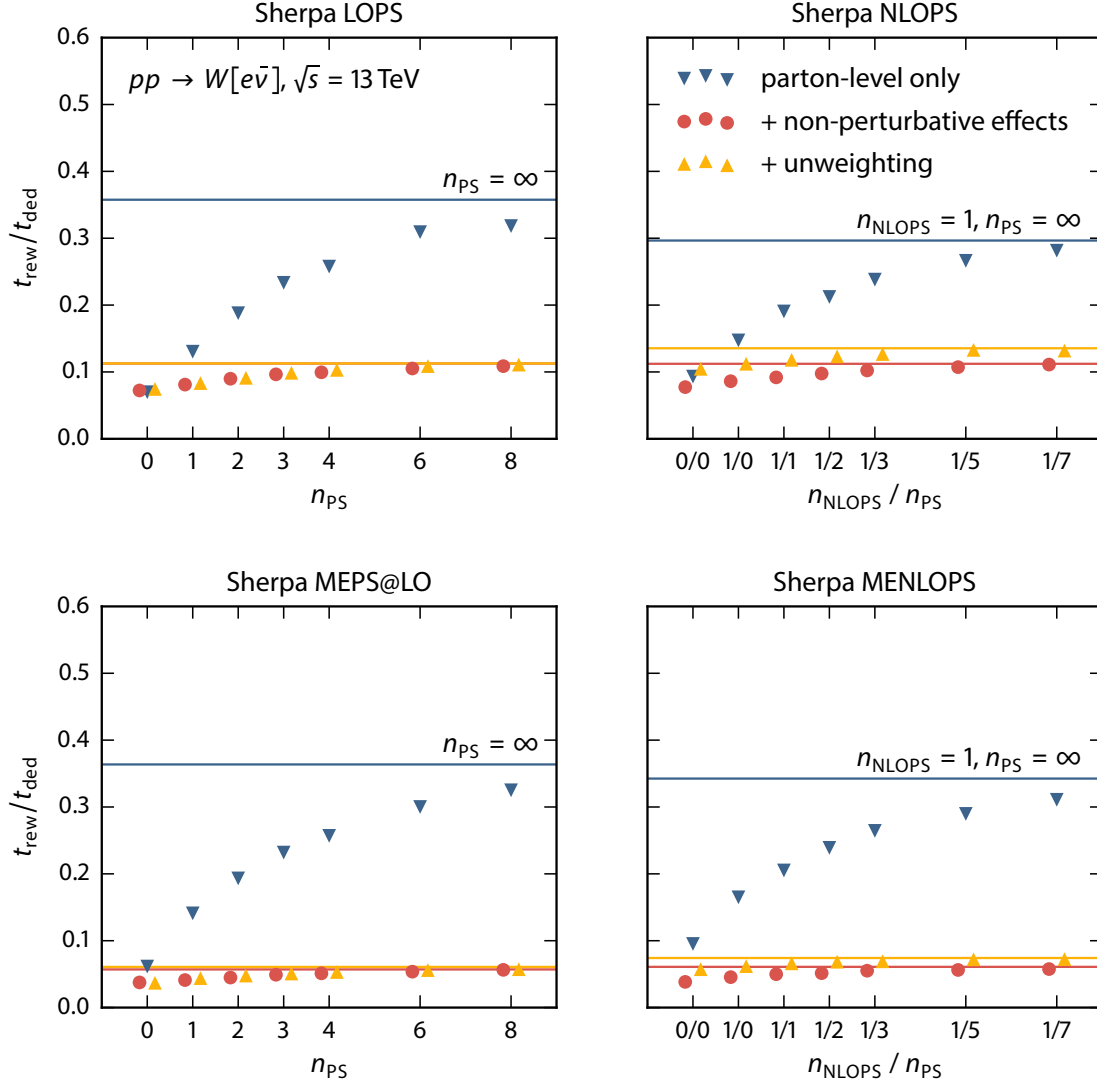 Sherpa LOPS
0.6
0.5
0.4
0.3
0.2
0.1
0.0
t_rew/t_ded
pp → W[eν̄], √s = 13 TeV
n_PS = ∞
0 1 2 3 4 6 8
n_PS
Sherpa NLOPS
parton-level only
+ non-perturbative effects
+ unweighting
n_NLOPS = 1, n_PS = ∞
0/0 1/0 1/1 1/2 1/3 1/5 1/7
n_NLOPS / n_PS
Sherpa MEPS@LO
0.6
0.5
0.4
0.3
0.2
0.1
0.0
t_rew/t_ded
n_PS = ∞
0 1 2 3 4 6 8
n_PS
Sherpa MENLOPS
n_NLOPS = 1, n_PS = ∞
0/0 1/0 1/1 1/2 1/3 1/5 1/7
n_NLOPS / n_PS